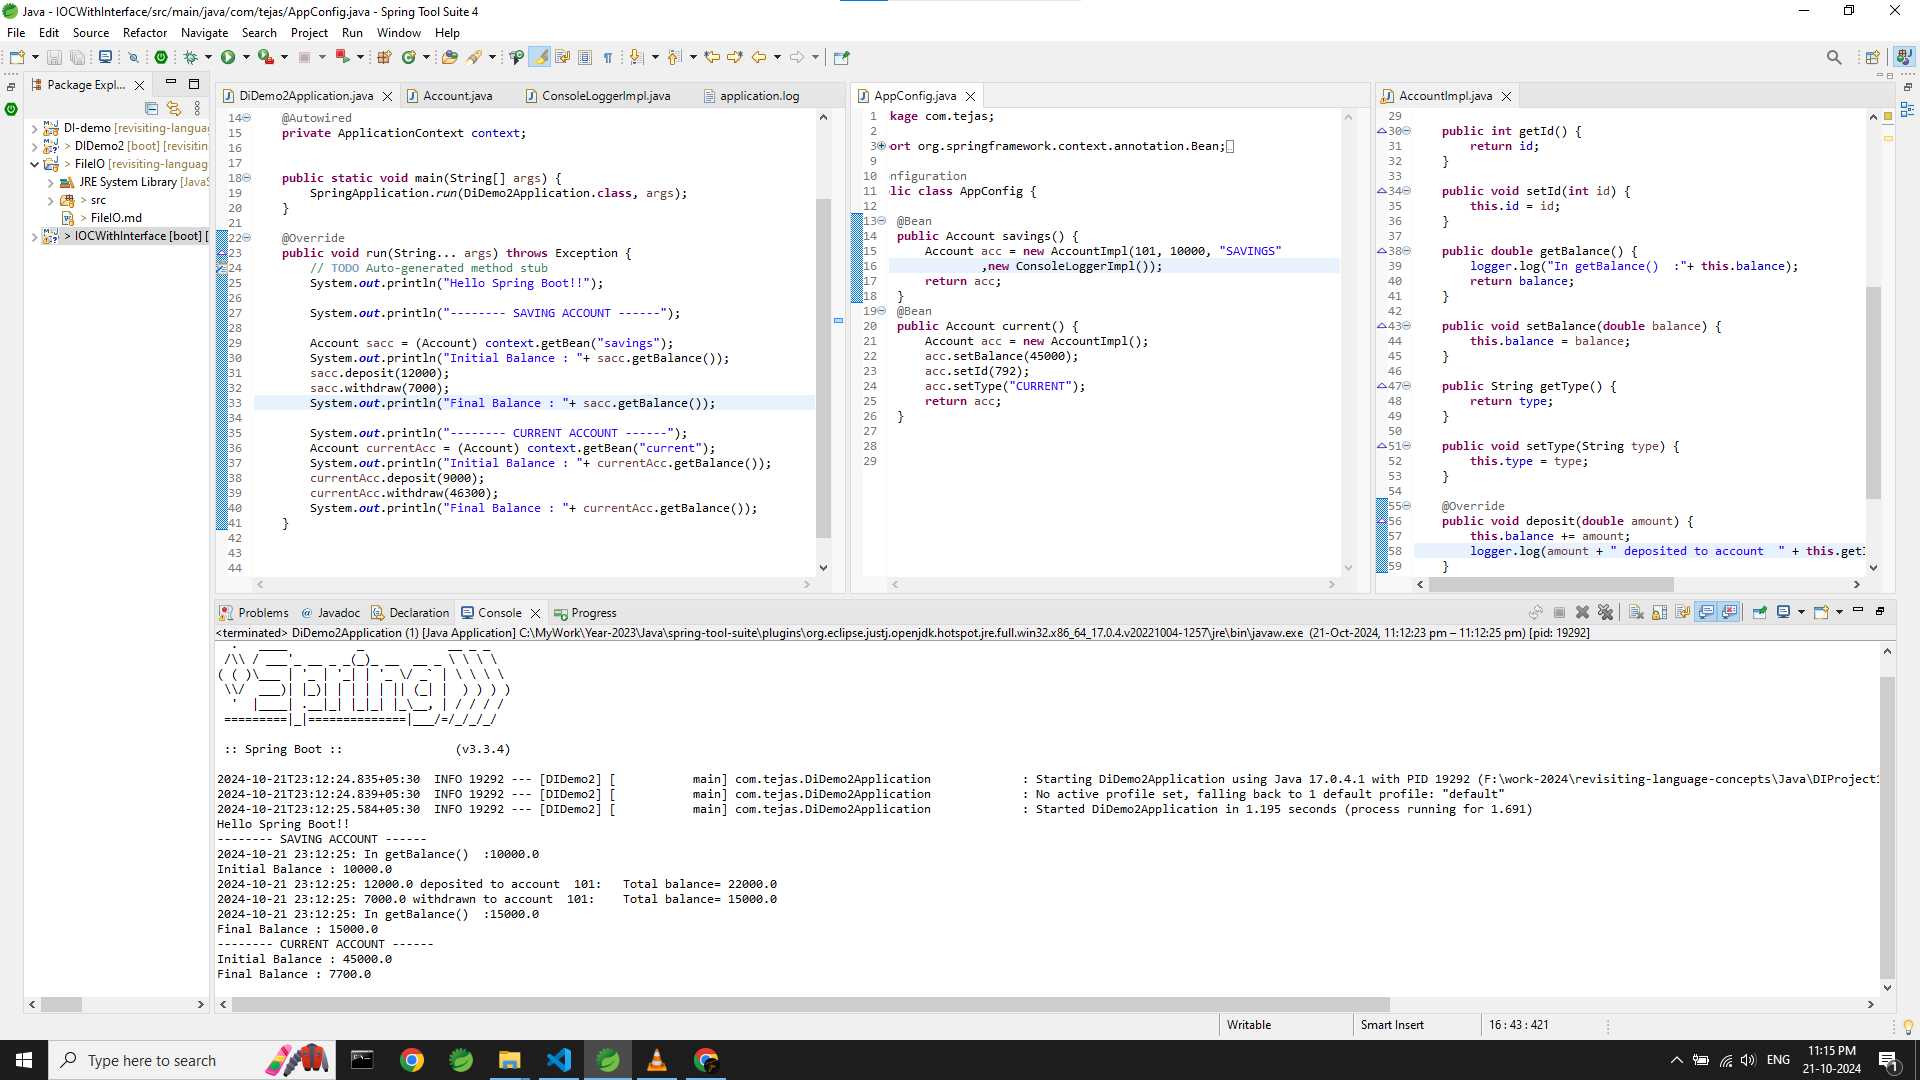 Java - IOCWithInterface/src/main/java/com/tejas/AppConfig.java - Spring Tool Suite 4
File Edit Source Refactor Navigate Search Project Run Window Help
Package Expl...
DI-demo [revisiting-langua
> DIDemo2 [boot] [revisitin
> FileIO [revisiting-language
JRE System Library [JavaS
> src
> FileIO.md
> IOCWithInterface [boot] [
DiDemo2Application.java
Account.java
ConsoleLoggerImpl.java
application.log
14 @Autowired
15 private ApplicationContext context;
16
17
18 public static void main(String[] args) {
19 SpringApplication.run(DiDemo2Application.class, args);
20 }
21
22 @Override
23 public void run(String... args) throws Exception {
24 // TODO Auto-generated method stub
25 System.out.println("Hello Spring Boot!!");
26
27 System.out.println("-------- SAVING ACCOUNT ------");
28
29 Account sacc = (Account) context.getBean("savings");
30 System.out.println("Initial Balance : "+ sacc.getBalance());
31 sacc.deposit(12000);
32 sacc.withdraw(7000);
33 System.out.println("Final Balance : "+ sacc.getBalance());
34
35 System.out.println("-------- CURRENT ACCOUNT ------");
36 Account currentAcc = (Account) context.getBean("current");
37 System.out.println("Initial Balance : "+ currentAcc.getBalance());
38 currentAcc.deposit(9000);
39 currentAcc.withdraw(46300);
40 System.out.println("Final Balance : "+ currentAcc.getBalance());
41 }
42
43
44
AppConfig.java
1 kage com.tejas;
2
3 ort org.springframework.context.annotation.Bean;
9
10 nfiguration
11 lic class AppConfig {
12
13 @Bean
14 public Account savings() {
15 Account acc = new AccountImpl(101, 10000, "SAVINGS"
16 ,new ConsoleLoggerImpl());
17 return acc;
18 }
19 @Bean
20 public Account current() {
21 Account acc = new AccountImpl();
22 acc.setBalance(45000);
23 acc.setId(792);
24 acc.setType("CURRENT");
25 return acc;
26 }
27
28
29
AccountImpl.java
29
30 public int getId() {
31 return id;
32 }
33
34 public void setId(int id) {
35 this.id = id;
36 }
37
38 public double getBalance() {
39 logger.log("In getBalance()  :"+ this.balance);
40 return balance;
41 }
42
43 public void setBalance(double balance) {
44 this.balance = balance;
45 }
46
47 public String getType() {
48 return type;
49 }
50
51 public void setType(String type) {
52 this.type = type;
53 }
54
55 @Override
56 public void deposit(double amount) {
57 this.balance += amount;
58 logger.log(amount + " deposited to account  " + this.getI
59 }
Problems @ Javadoc Declaration Console Progress
<terminated> DiDemo2Application (1) [Java Application] C:\MyWork\Year-2023\Java\spring-tool-suite\plugins\org.eclipse.justj.openjdk.hotspot.jre.full.win32.x86_64_17.0.4.v20221004-1257\jre\bin\javaw.exe (21-Oct-2024, 11:12:23 pm – 11:12:25 pm) [pid: 19292]
  .   ____          _            __ _ _
 /\\ / ___'_ __ _ _(_)_ __  __ _ \ \ \ \
( ( )\___ | '_ | '_| | '_ \/ _` | \ \ \ \
 \\/  ___)| |_)| | | | | || (_| |  ) ) ) )
  '  |____| .__|_| |_|_| |_\__, | / / / /
 =========|_|==============|___/=/_/_/_/
:: Spring Boot ::                (v3.3.4)
2024-10-21T23:12:24.835+05:30  INFO 19292 --- [DIDemo2] [           main] com.tejas.DiDemo2Application             : Starting DiDemo2Application using Java 17.0.4.1 with PID 19292 (F:\work-2024\revisiting-language-concepts\Java\DIProject1
2024-10-21T23:12:24.839+05:30  INFO 19292 --- [DIDemo2] [           main] com.tejas.DiDemo2Application             : No active profile set, falling back to 1 default profile: "default"
2024-10-21T23:12:25.584+05:30  INFO 19292 --- [DIDemo2] [           main] com.tejas.DiDemo2Application             : Started DiDemo2Application in 1.195 seconds (process running for 1.691)
Hello Spring Boot!!
-------- SAVING ACCOUNT ------
2024-10-21 23:12:25: In getBalance()  :10000.0
Initial Balance : 10000.0
2024-10-21 23:12:25: 12000.0 deposited to account  101:   Total balance= 22000.0
2024-10-21 23:12:25: 7000.0 withdrawn to account  101:    Total balance= 15000.0
2024-10-21 23:12:25: In getBalance()  :15000.0
Final Balance : 15000.0
-------- CURRENT ACCOUNT ------
Initial Balance : 45000.0
Final Balance : 7700.0
Writable Smart Insert 16 : 43 : 421
Type here to search
ENG
11:15 PM
21-10-2024
1